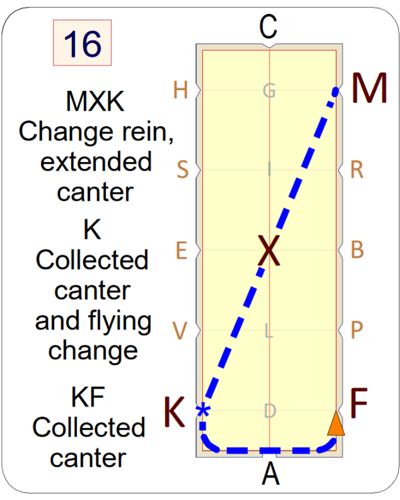 16
MXK
Change rein,
extended
canter
K
Collected
canter
and flying
change
KF
Collected
canter
C
H G M
S I R
E X B
V L P
K * D F
A